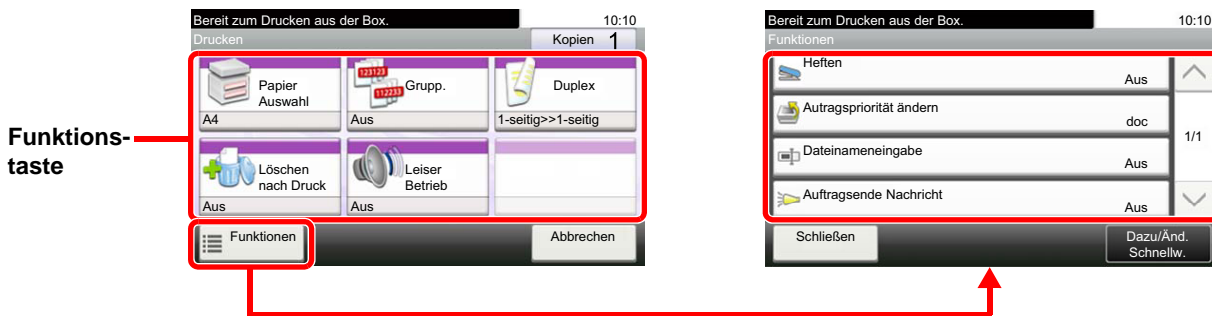 Funktions-
taste
Bereit zum Drucken aus der Box.
10:10
Drucken
Kopien 1
Papier
Auswahl
A4
123123
112233
Grupp.
Aus
Duplex
1-seitig>>1-seitig
Löschen
nach Druck
Aus
Leiser
Betrieb
Aus
Funktionen
Abbrechen
Bereit zum Drucken aus der Box.
10:10
Funktionen
Heften
Aus
Autragspriorität ändern
doc
Dateinameneingabe
Aus
Auftragsende Nachricht
Aus
1/1
Schließen
Dazu/Änd.
Schnellw.